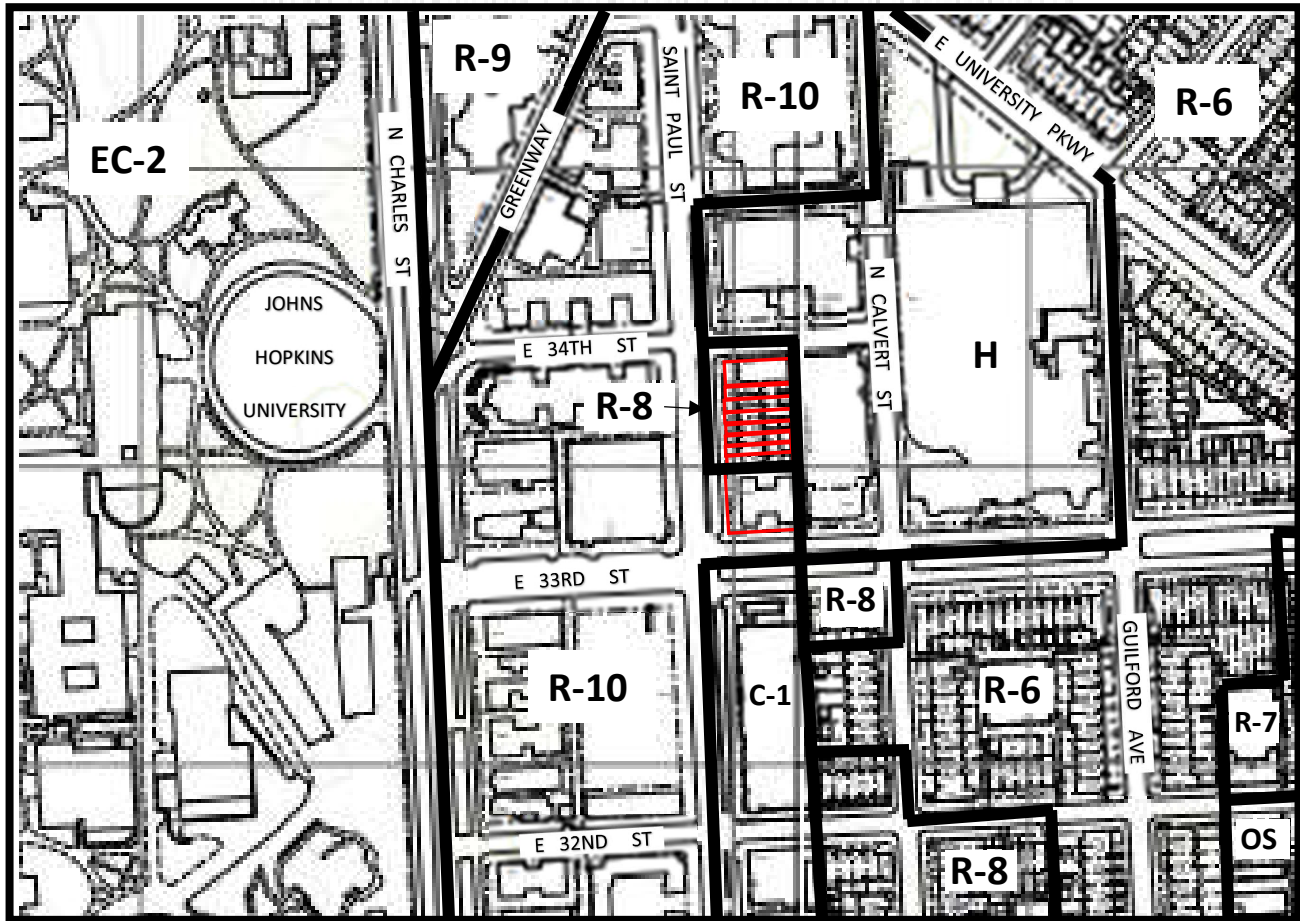 R-9
R-10
R-6
EC-2
N CHARLES ST
GREENWAY
SAINT PAUL ST
E UNIVERSITY PKWY
N CALVERT ST
JOHNS
HOPKINS
UNIVERSITY
E 34TH ST
H
R-8
E 33RD ST
R-8
GUILFORD AVE
R-10
C-1
R-6
R-7
E 32ND ST
OS
R-8